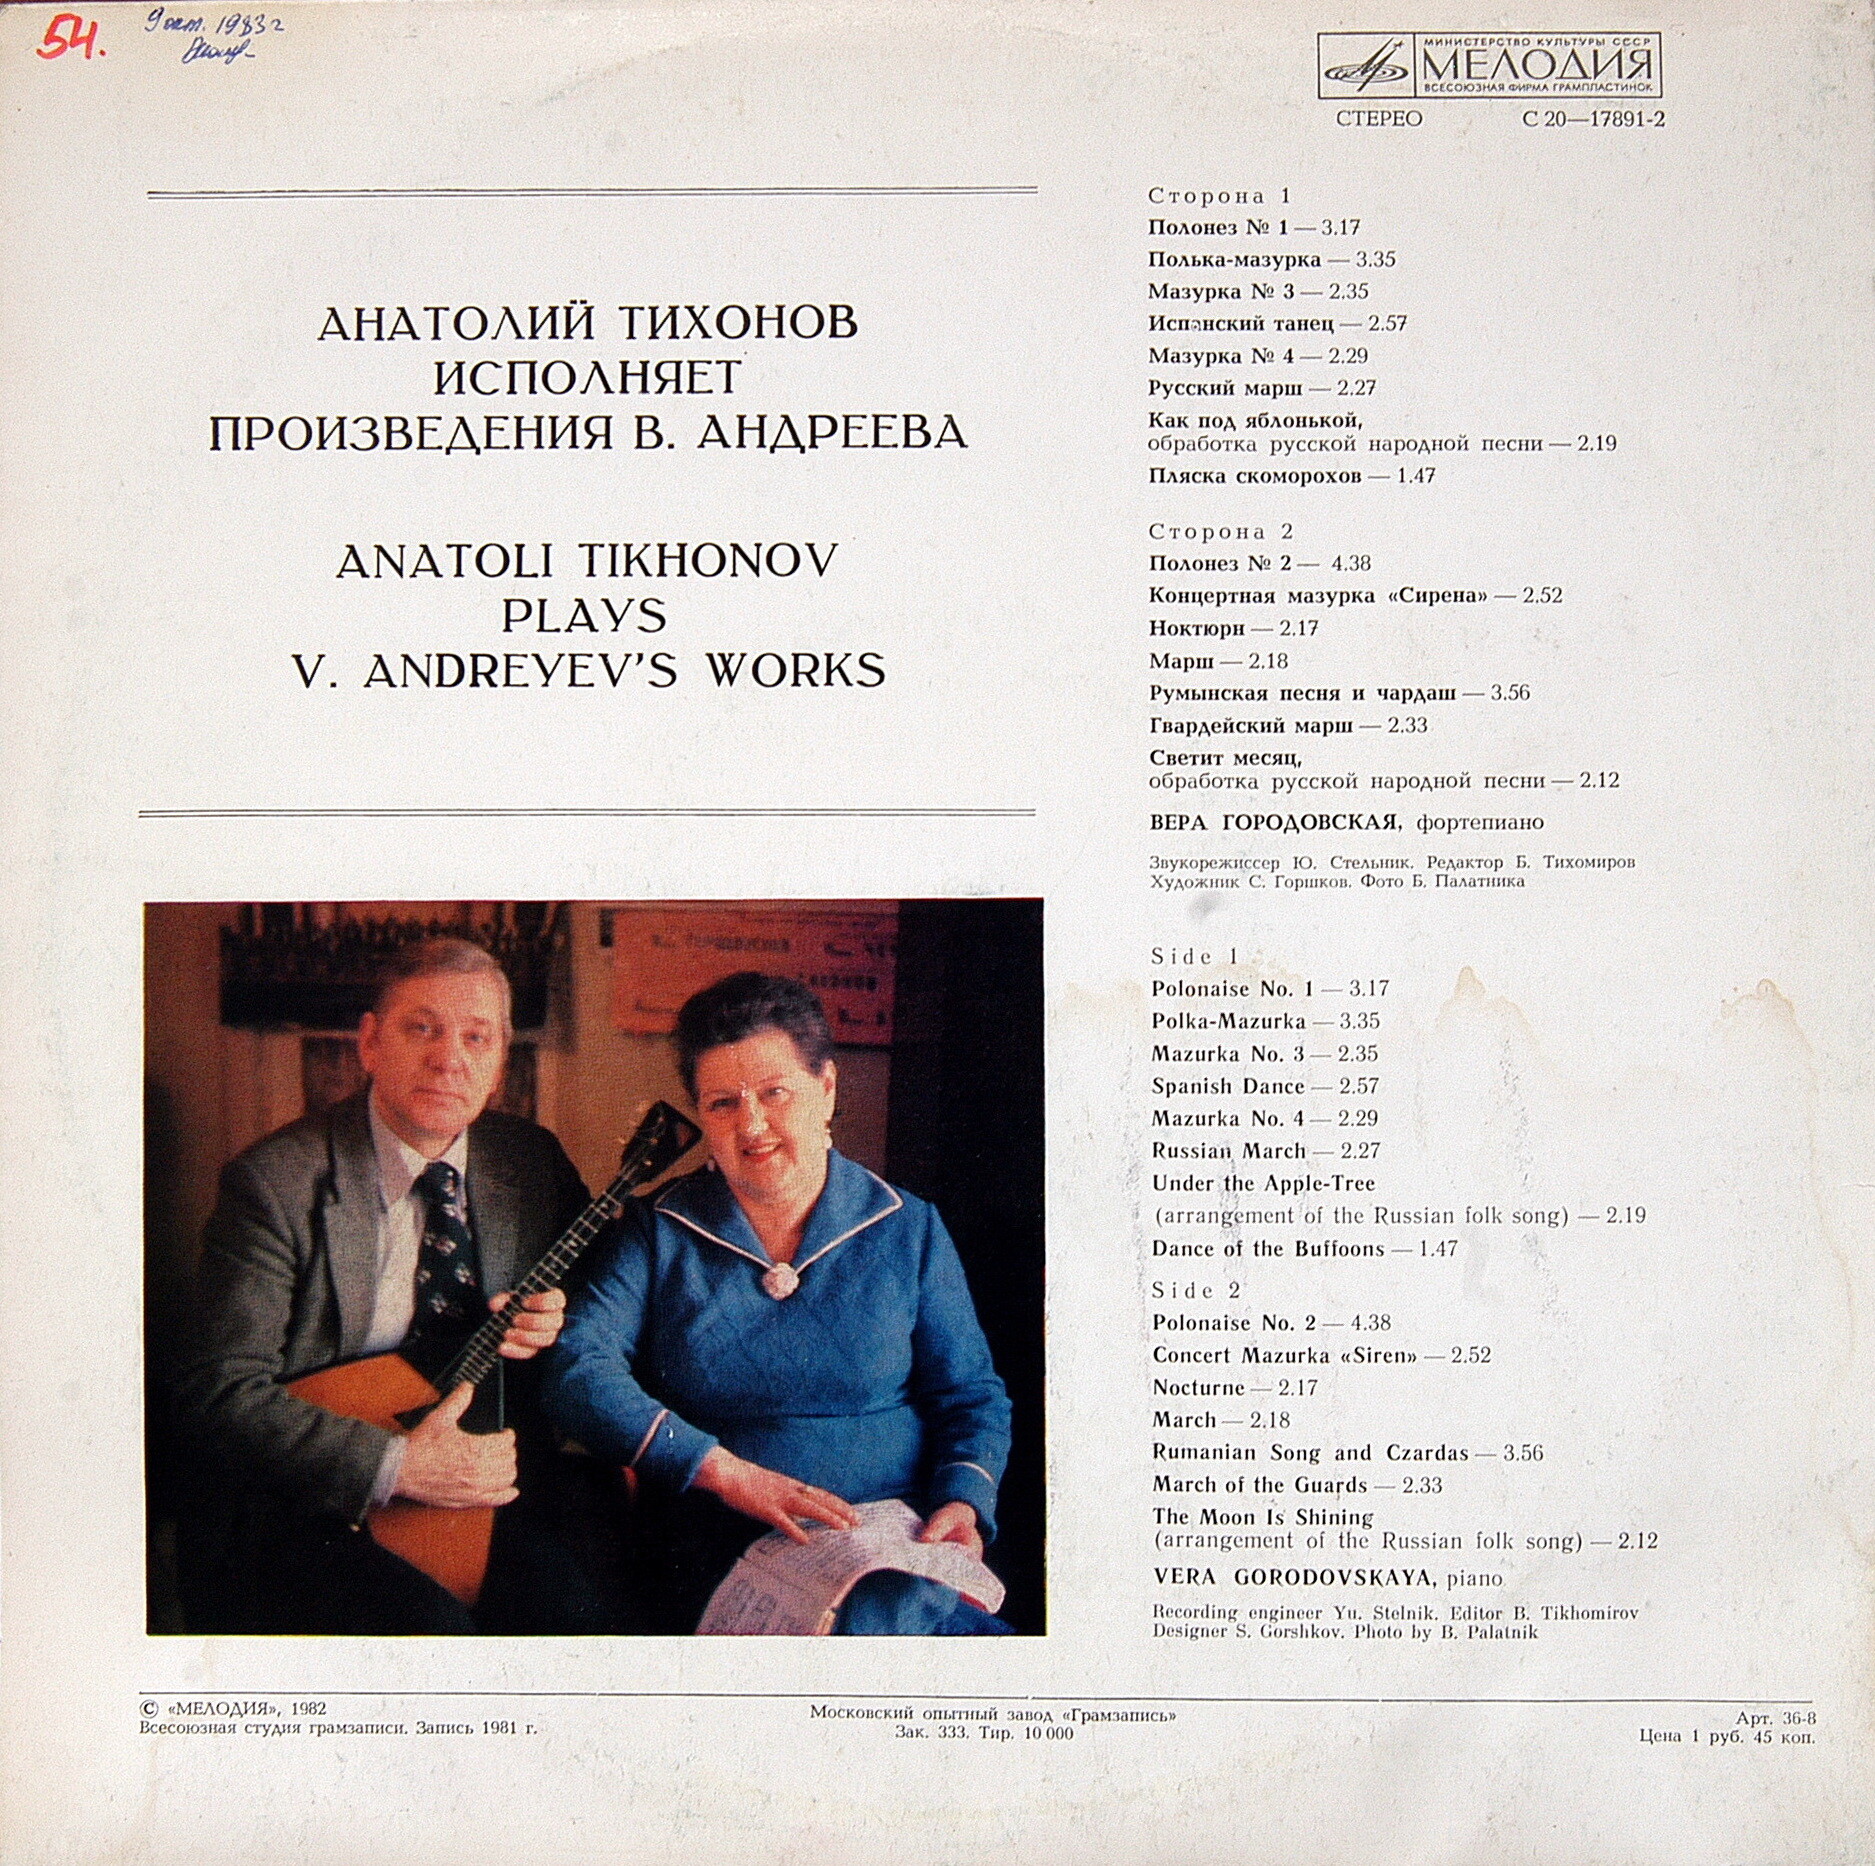 54.
9 окт. 1983 г
МИНИСТЕРСТВО КУЛЬТУРЫ СССР
МЕЛОДИЯ
ВСЕСОЮЗНАЯ ФИРМА ГРАМПЛАСТИНОК
СТЕРЕО С 20—17891-2
АНАТОЛИЙ ТИХОНОВ
ИСПОЛНЯЕТ
ПРОИЗВЕДЕНИЯ В. АНДРЕЕВА
ANATOLI TIKHONOV
PLAYS
V. ANDREYEV'S WORKS
Сторона 1
Полонез № 1 — 3.17
Полька-мазурка — 3.35
Мазурка № 3 — 2.35
Испанский танец — 2.57
Мазурка № 4 — 2.29
Русский марш — 2.27
Как под яблонькой,
обработка русской народной песни — 2.19
Пляска скоморохов — 1.47
Сторона 2
Полонез № 2 — 4.38
Концертная мазурка «Сирена» — 2.52
Ноктюрн — 2.17
Марш — 2.18
Румынская песня и чардаш — 3.56
Гвардейский марш — 2.33
Светит месяц,
обработка русской народной песни — 2.12
ВЕРА ГОРОДОВСКАЯ, фортепиано
Звукорежиссер Ю. Стельник. Редактор Б. Тихомиров
Художник С. Горшков. Фото Б. Палатника
Side 1
Polonaise No. 1 — 3.17
Polka-Mazurka — 3.35
Mazurka No. 3 — 2.35
Spanish Dance — 2.57
Mazurka No. 4 — 2.29
Russian March — 2.27
Under the Apple-Tree
(arrangement of the Russian folk song) — 2.19
Dance of the Buffoons — 1.47
Side 2
Polonaise No. 2 — 4.38
Concert Mazurka «Siren» — 2.52
Nocturne — 2.17
March — 2.18
Rumanian Song and Czardas — 3.56
March of the Guards — 2.33
The Moon Is Shining
(arrangement of the Russian folk song) — 2.12
VERA GORODOVSKAYA, piano
Recording engineer Yu. Stelnik. Editor B. Tikhomirov
Designer S. Gorshkov. Photo by B. Palatnik
© «МЕЛОДИЯ», 1982
Всесоюзная студия грамзаписи. Запись 1981 г.
Московский опытный завод «Грамзапись»
Зак. 333. Тир. 10 000
Арт. 36-8
Цена 1 руб. 45 коп.